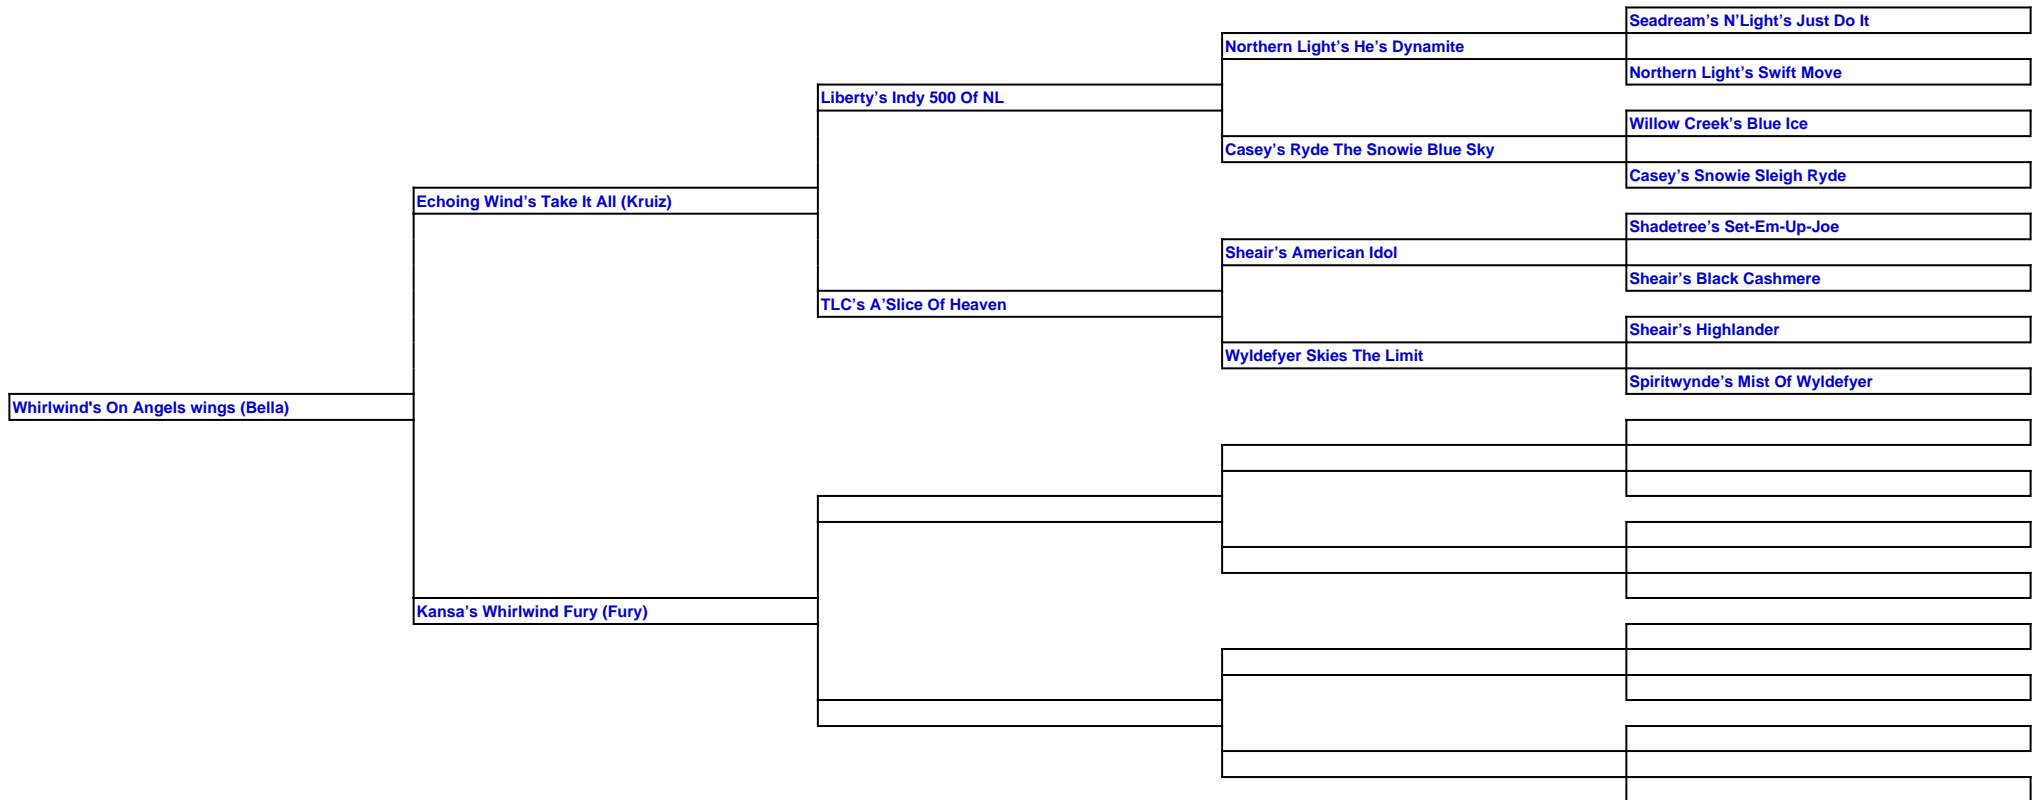 Seadream’s N’Light’s Just Do It
Northern Light’s He’s Dynamite
Northern Light’s Swift Move
Liberty’s Indy 500 Of NL
Willow Creek’s Blue Ice
Casey’s Ryde The Snowie Blue Sky
Casey’s Snowie Sleigh Ryde
Echoing Wind’s Take It All (Kruiz)
Shadetree’s Set-Em-Up-Joe
Sheair’s American Idol
Sheair’s Black Cashmere
TLC’s A’Slice Of Heaven
Sheair’s Highlander
Wyldefyer Skies The Limit
Spiritwynde’s Mist Of Wyldefyer
Whirlwind's On Angels wings (Bella)
Kansa’s Whirlwind Fury (Fury)